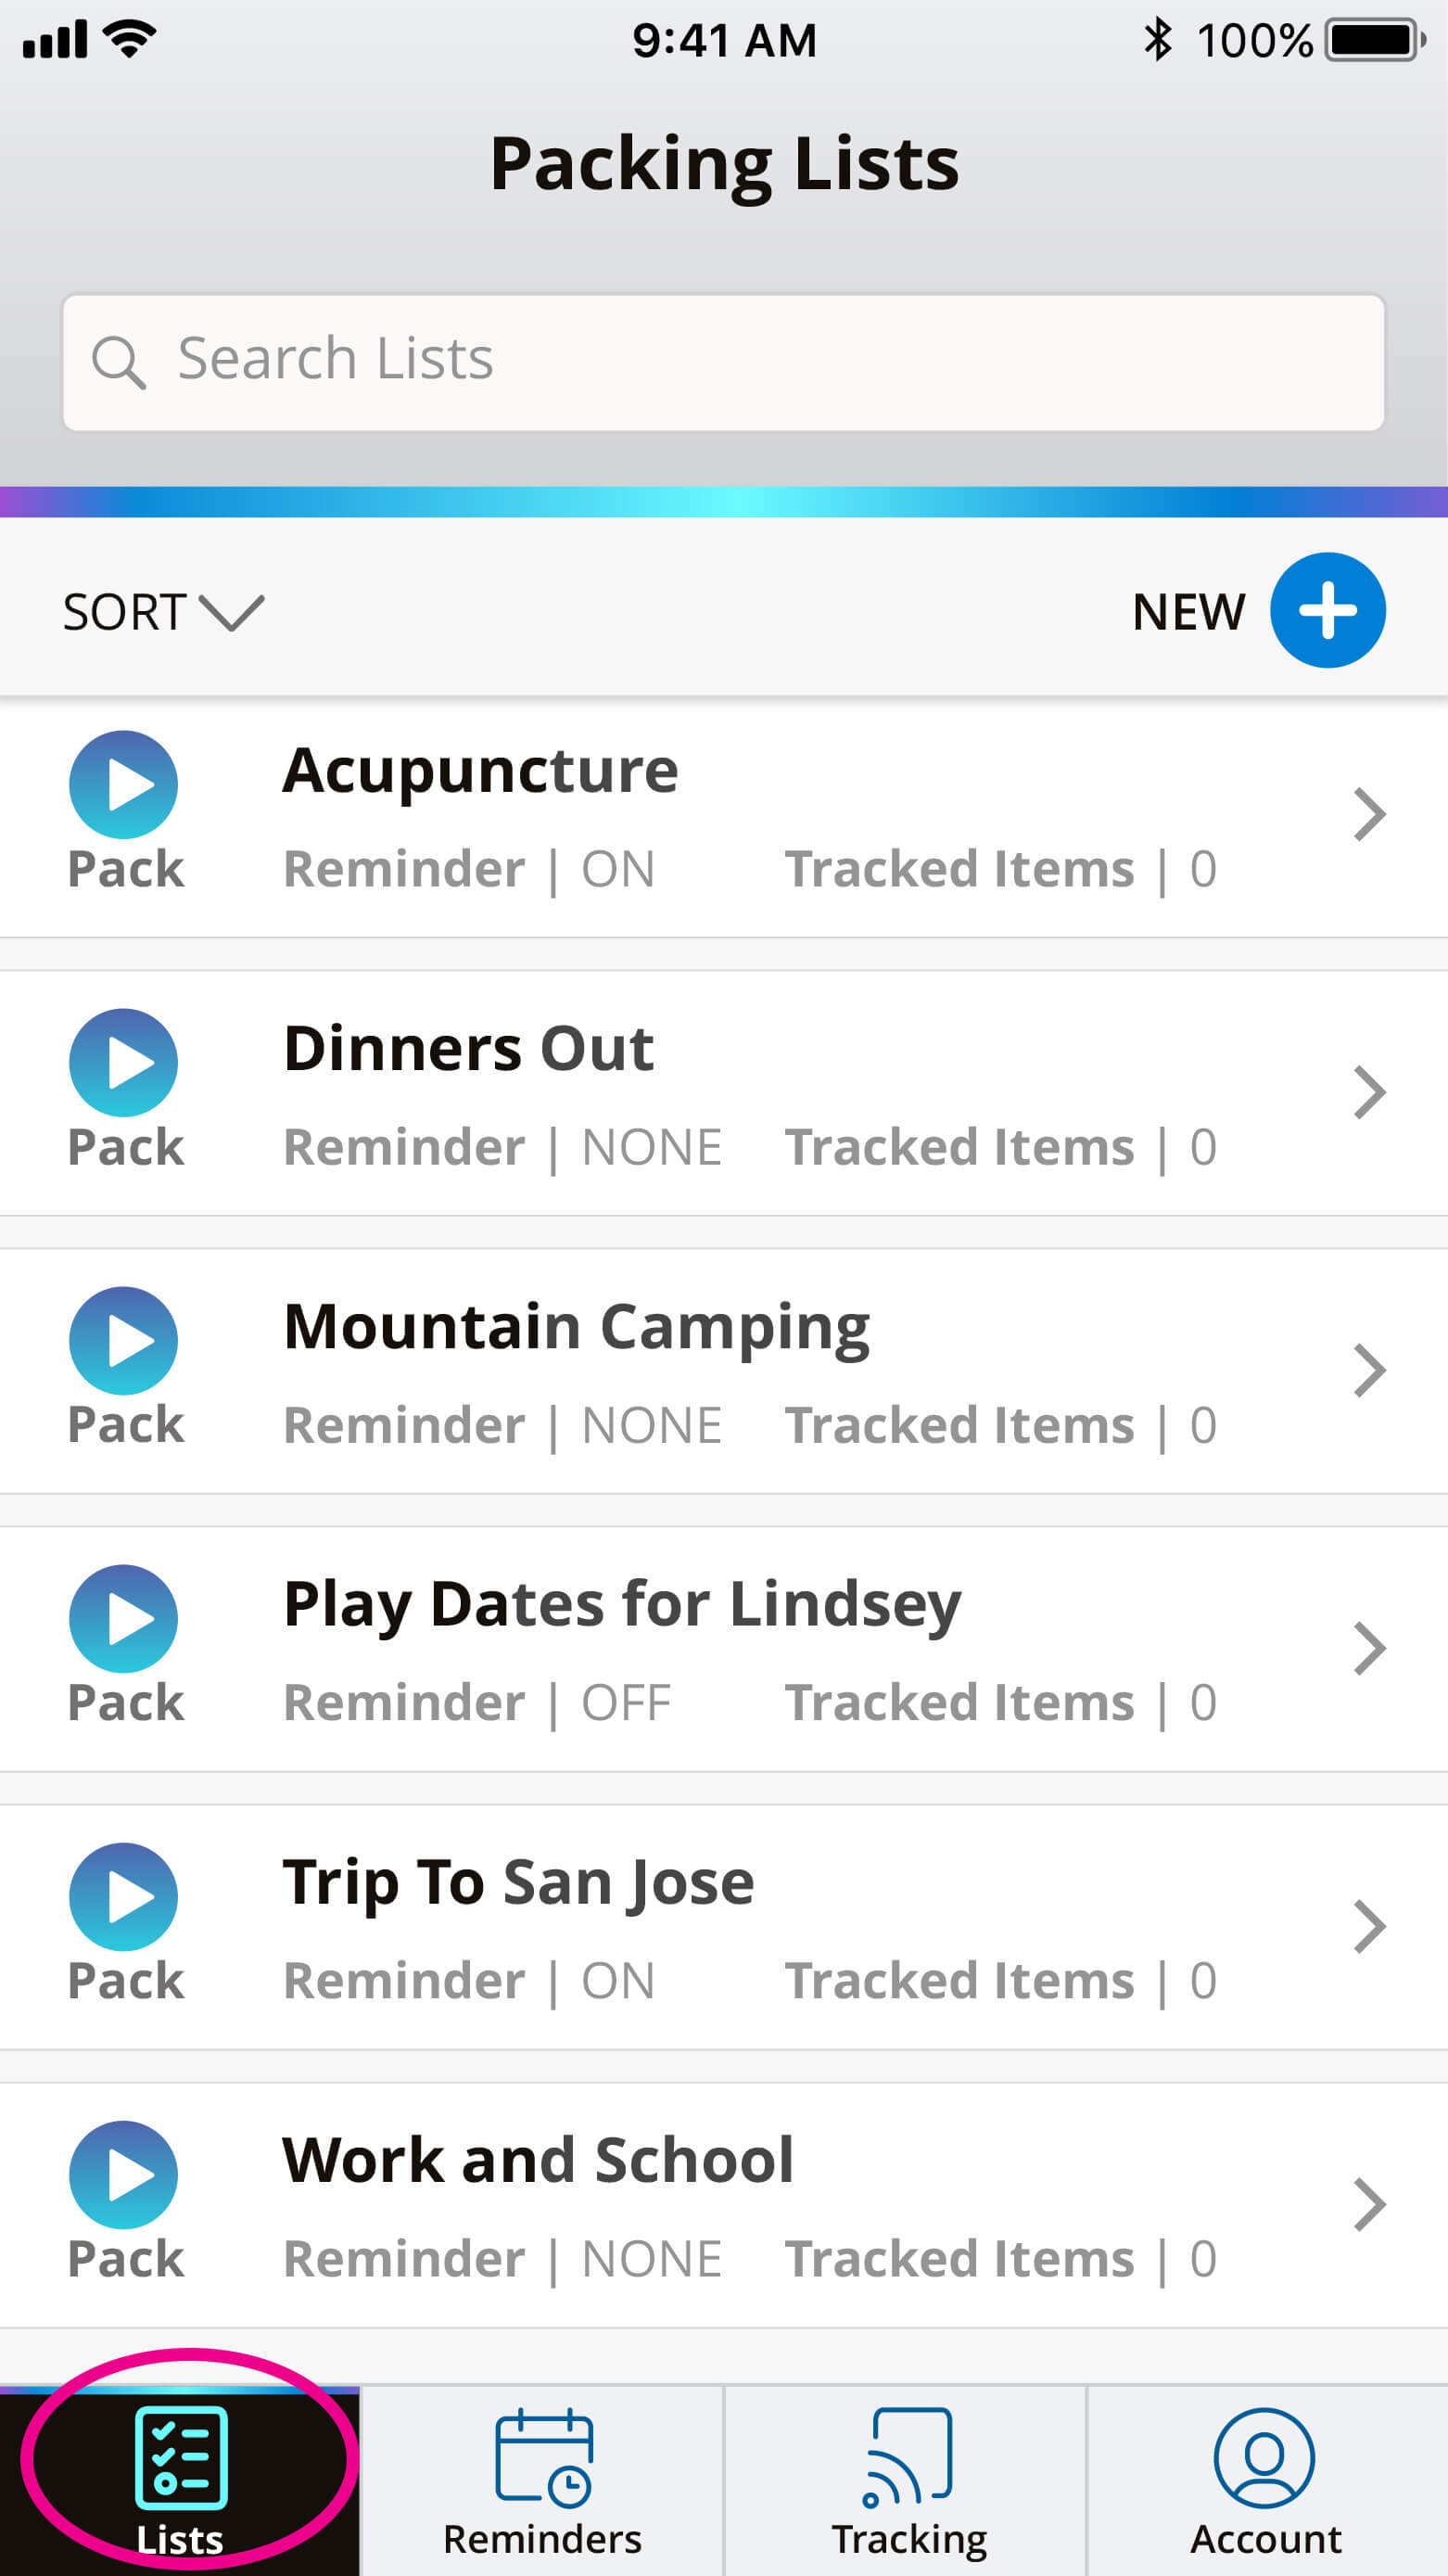 9:41 AM 100%
Packing Lists
Search Lists
SORT NEW
Acupuncture
Pack Reminder | ON Tracked Items | 0
Dinners Out
Pack Reminder | NONE Tracked Items | 0
Mountain Camping
Pack Reminder | NONE Tracked Items | 0
Play Dates for Lindsey
Pack Reminder | OFF Tracked Items | 0
Trip To San Jose
Pack Reminder | ON Tracked Items | 0
Work and School
Pack Reminder | NONE Tracked Items | 0
Lists Reminders Tracking Account